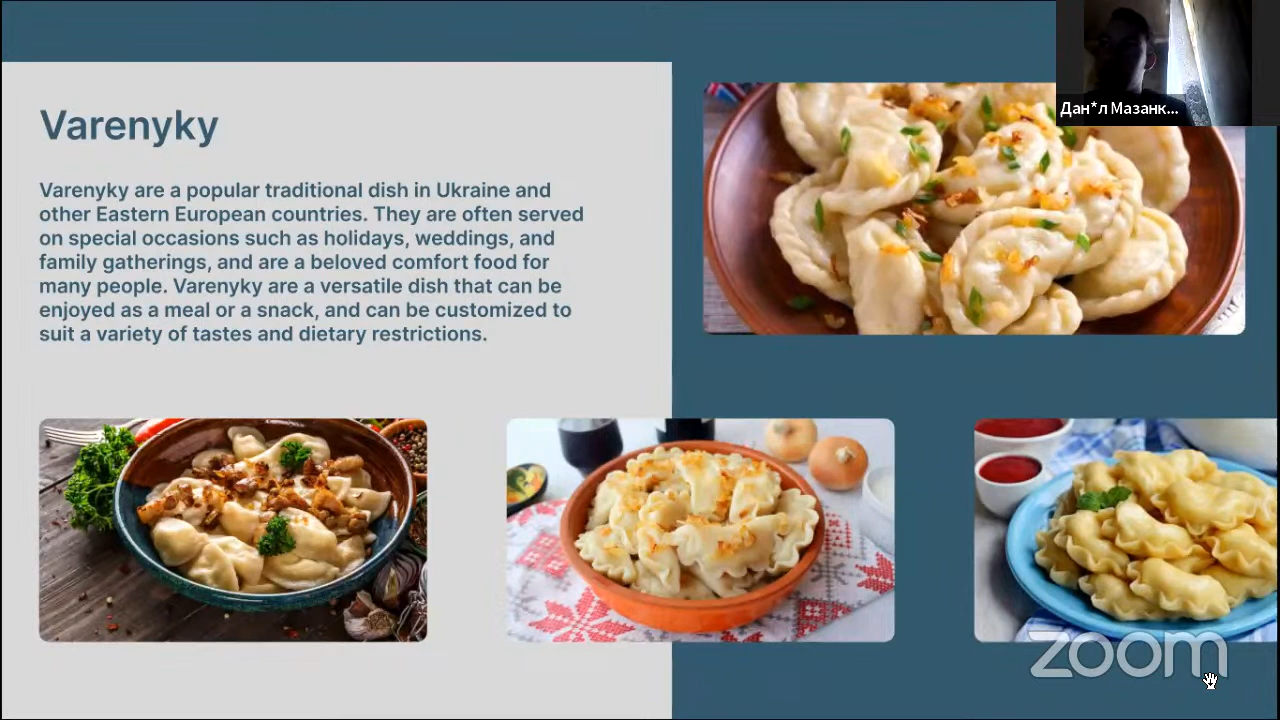 Varenyky
Varenyky are a popular traditional dish in Ukraine and
other Eastern European countries. They are often served
on special occasions such as holidays, weddings, and
family gatherings, and are a beloved comfort food for
many people. Varenyky are a versatile dish that can be
enjoyed as a meal or a snack, and can be customized to
suit a variety of tastes and dietary restrictions.
Дан*л Мазанк...
zoom